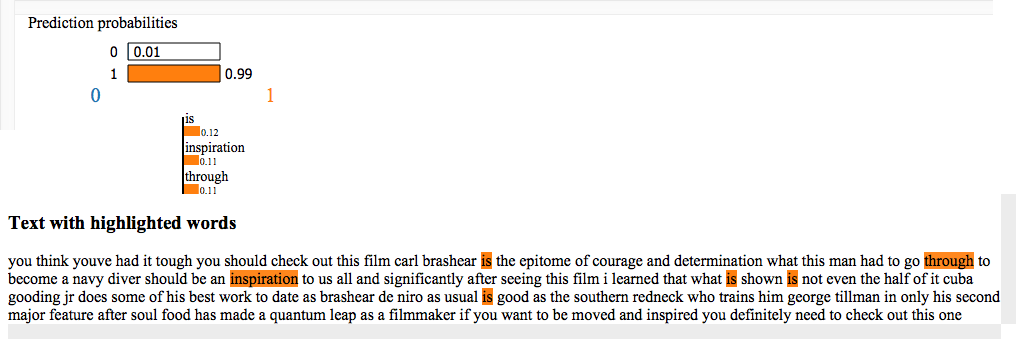 Prediction probabilities
0 0.01
1 0.99
0 1
is
0.12
inspiration
0.11
through
0.11
Text with highlighted words
you think youve had it tough you should check out this film carl brashear is the epitome of courage and determination what this man had to go through to
become a navy diver should be an inspiration to us all and significantly after seeing this film i learned that what is shown is not even the half of it cuba
gooding jr does some of his best work to date as brashear de niro as usual is good as the southern redneck who trains him george tillman in only his second
major feature after soul food has made a quantum leap as a filmmaker if you want to be moved and inspired you definitely need to check out this one